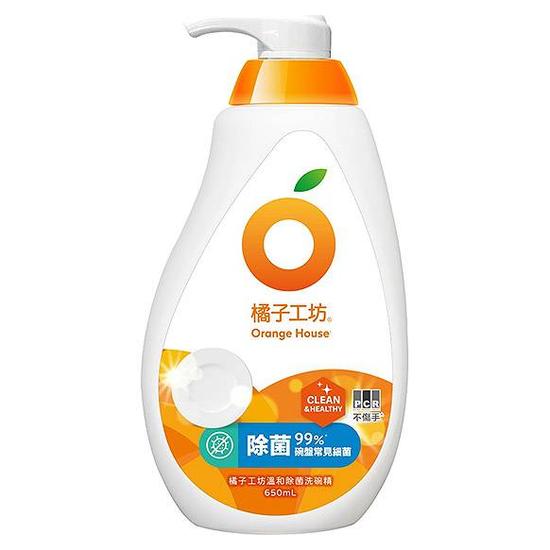 橘子工坊®
Orange House
CLEAN
&HEALTHY
PCR
不傷手
除菌 99%*
碗盤常見細菌
橘子工坊溫和除菌洗碗精
650mL